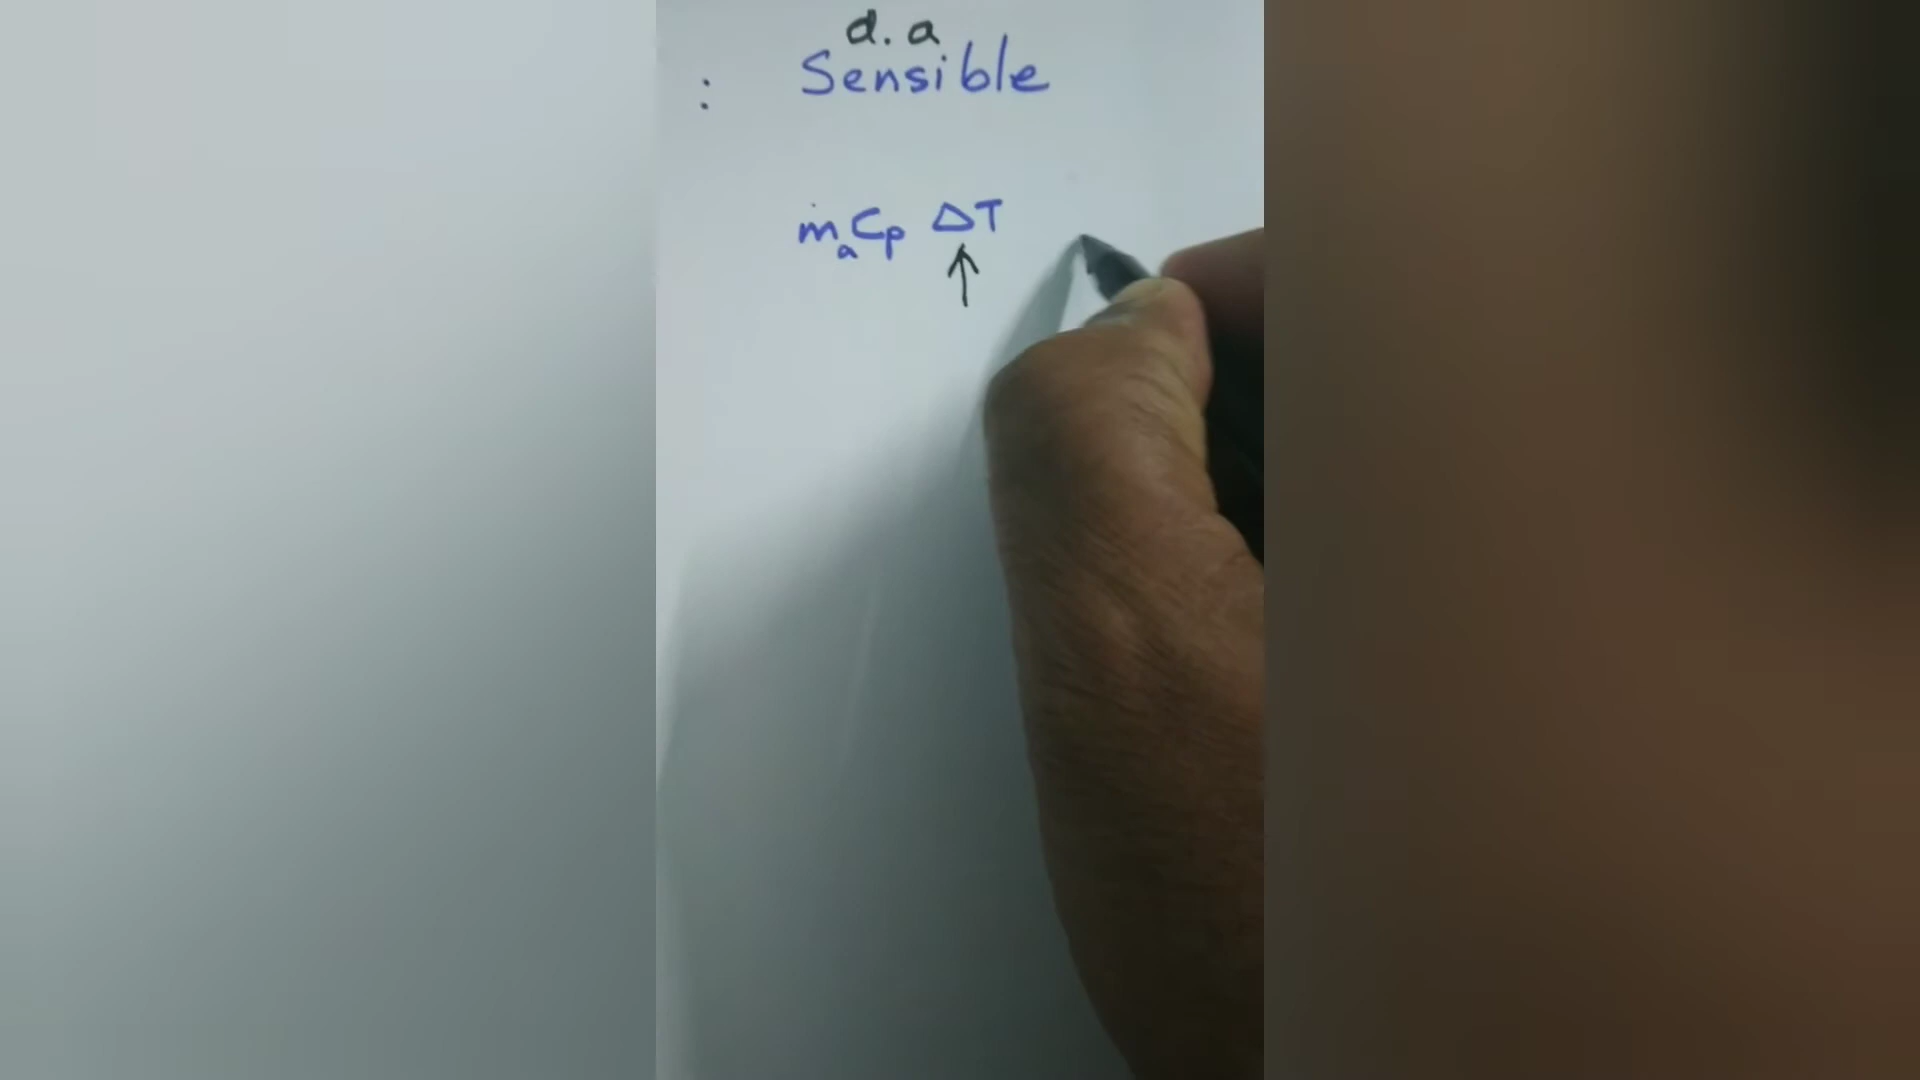 d. a
: Sensible
ṁₐCₚ ΔT
↑